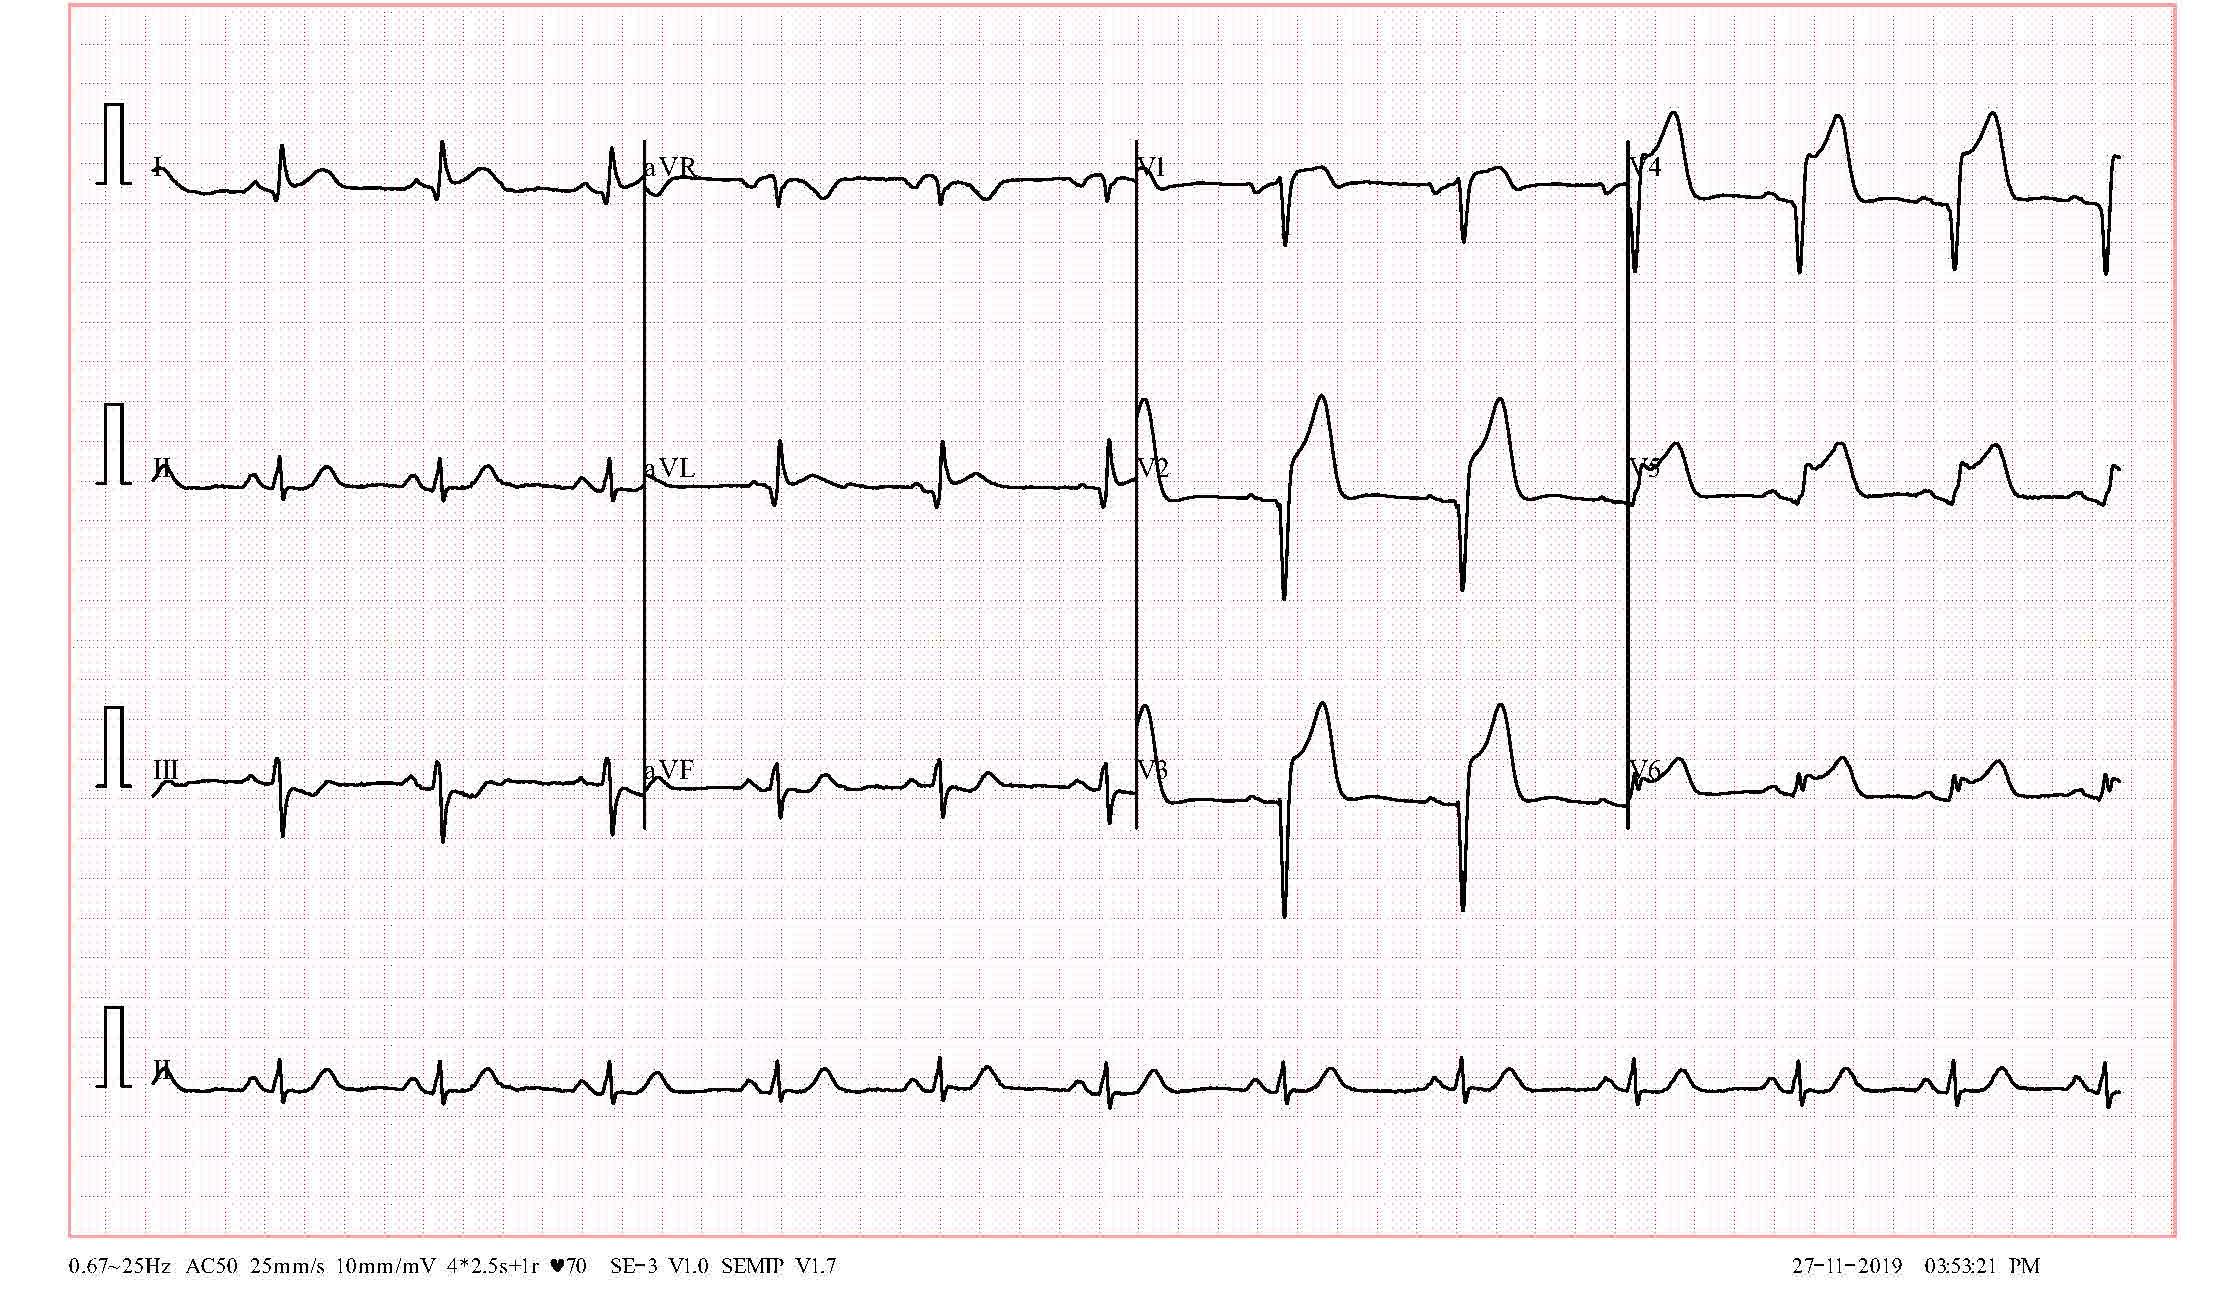 I aVR V1 V4
II aVL V2 V5
III aVF V3 V6
II
0.67~25Hz AC50 25mm/s 10mm/mV 4*2.5s+1r ♥70 SE-3 V1.0 SEMIP V1.7 27-11-2019 03:53:21 PM